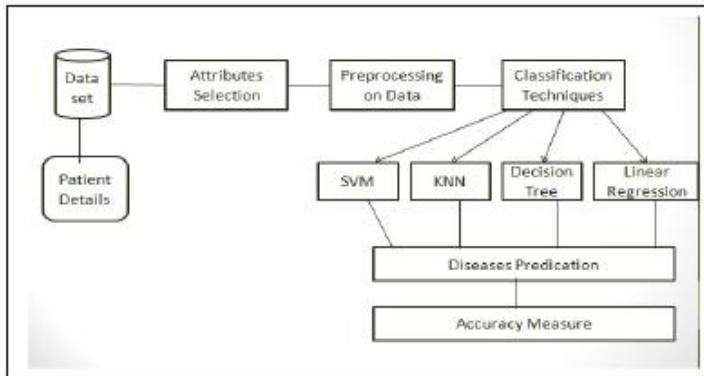 Data
set
Attributes
Selection
Preprocessing
on Data
Classification
Techniques
Patient
Details
SVM
KNN
Decision
Tree
Linear
Regression
Diseases Predication
Accuracy Measure